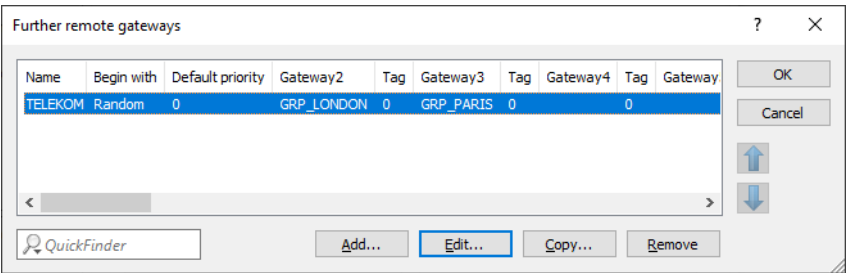 Further remote gateways ? ×
Name Begin with Default priority Gateway2 Tag Gateway3 Tag Gateway4 Tag Gateway
TELEKOM Random 0 GRP_LONDON 0 GRP_PARIS 0 0
OK
Cancel
QuickFinder Add... Edit... Copy... Remove